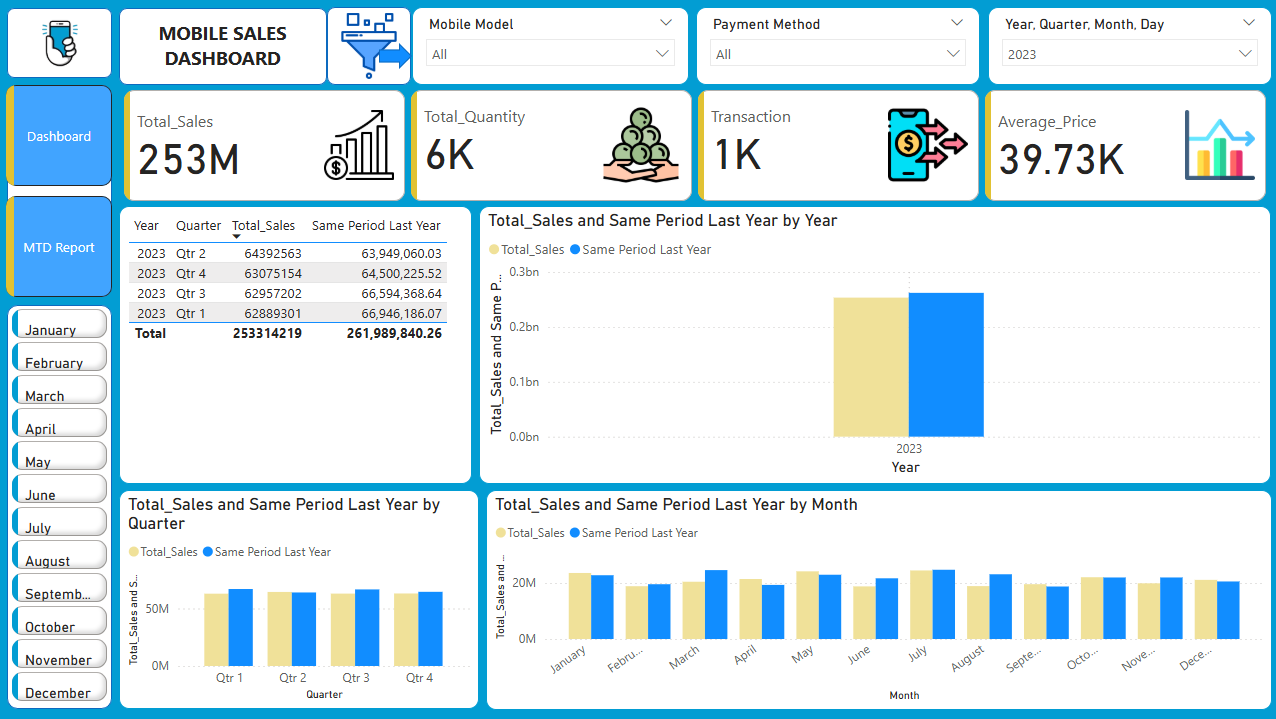 MOBILE SALES
DASHBOARD
Mobile Model
All
Payment Method
All
Year, Quarter, Month, Day
2023
Dashboard
MTD Report
January
February
March
April
May
June
July
August
Septemb...
October
November
December
Total_Sales
253M
Total_Quantity
6K
Transaction
1K
Average_Price
39.73K
Year Quarter Total_Sales Same Period Last Year
2023 Qtr 2 64392563 63,949,060.03
2023 Qtr 4 63075154 64,500,225.52
2023 Qtr 3 62957202 66,594,368.64
2023 Qtr 1 62889301 66,946,186.07
Total 253314219 261,989,840.26
Total_Sales and Same Period Last Year by Year
Total_Sales Same Period Last Year
Total_Sales and Same P...
0.3bn
0.2bn
0.1bn
0.0bn
2023
Year
Total_Sales and Same Period Last Year by
Quarter
Total_Sales Same Period Last Year
Total_Sales and S...
50M
0M
Qtr 1 Qtr 2 Qtr 3 Qtr 4
Quarter
Total_Sales and Same Period Last Year by Month
Total_Sales Same Period Last Year
Total_Sales and ...
20M
0M
January Febru... March April May June July August Septe... Octo... Nove... Dece...
Month